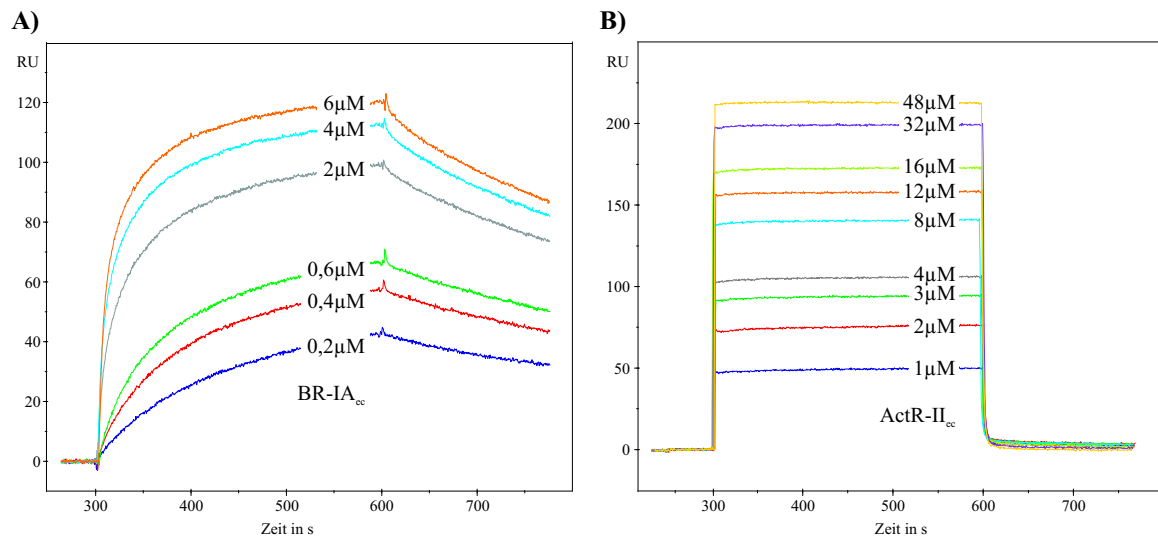 A)
RU
120
100
80
60
40
20
0
6µM
4µM
2µM
0,6µM
0,4µM
0,2µM
BR-IAec
300 400 500 600 700
Zeit in s
B)
RU
200
150
100
50
0
48µM
32µM
16µM
12µM
8µM
4µM
3µM
2µM
1µM
ActR-IIec
300 400 500 600 700
Zeit in s